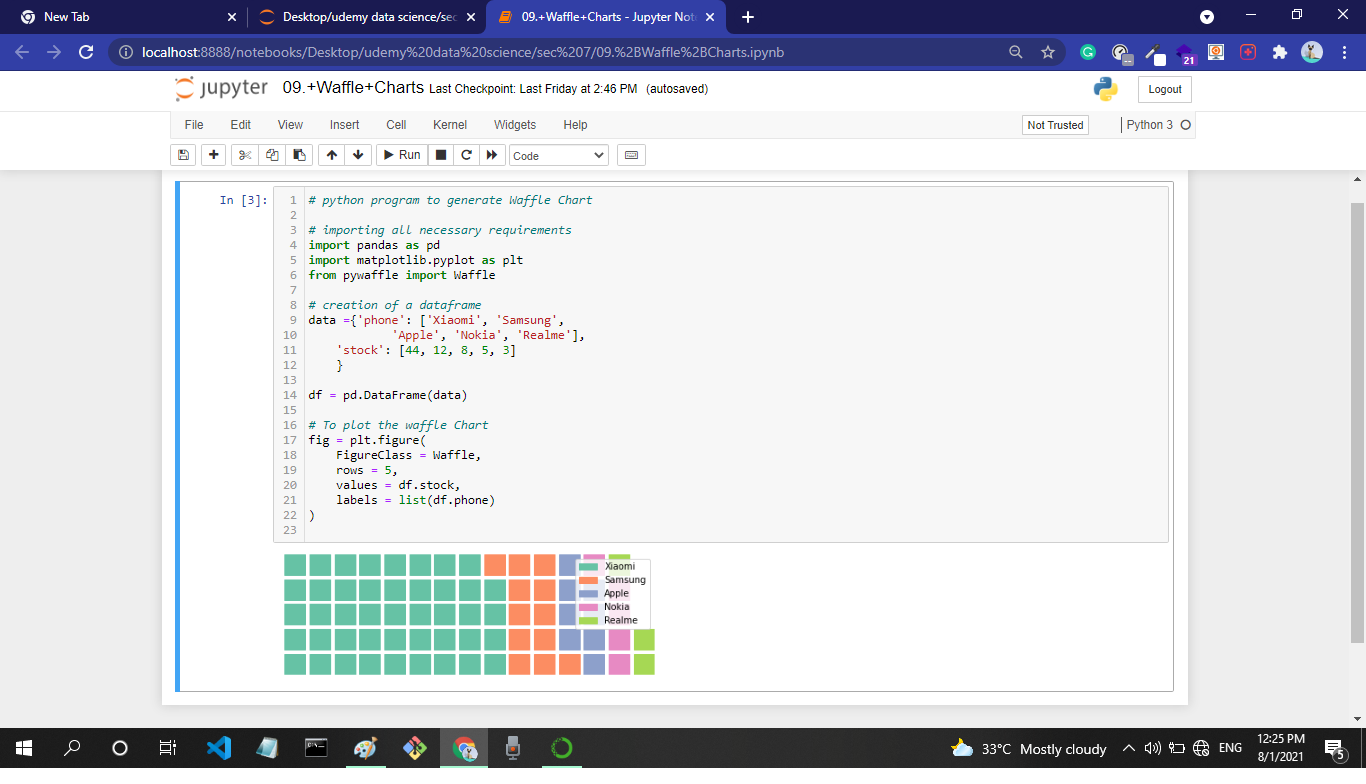 New Tab
Desktop/udemy data science/sec
09.+Waffle+Charts - Jupyter Not
localhost:8888/notebooks/Desktop/udemy%20data%20science/sec%207/09.%2BWaffle%2BCharts.ipynb
21
jupyter 09.+Waffle+Charts Last Checkpoint: Last Friday at 2:46 PM (autosaved)
Logout
File Edit View Insert Cell Kernel Widgets Help
Not Trusted
Python 3
Run
Code
In [3]:
1 # python program to generate Waffle Chart
2
3 # importing all necessary requirements
4 import pandas as pd
5 import matplotlib.pyplot as plt
6 from pywaffle import Waffle
7
8 # creation of a dataframe
9 data ={'phone': ['Xiaomi', 'Samsung',
10 'Apple', 'Nokia', 'Realme'],
11 'stock': [44, 12, 8, 5, 3]
12 }
13
14 df = pd.DataFrame(data)
15
16 # To plot the waffle Chart
17 fig = plt.figure(
18 FigureClass = Waffle,
19 rows = 5,
20 values = df.stock,
21 labels = list(df.phone)
22 )
23
Xiaomi
Samsung
Apple
Nokia
Realme
33°C Mostly cloudy
ENG
12:25 PM
8/1/2021
5